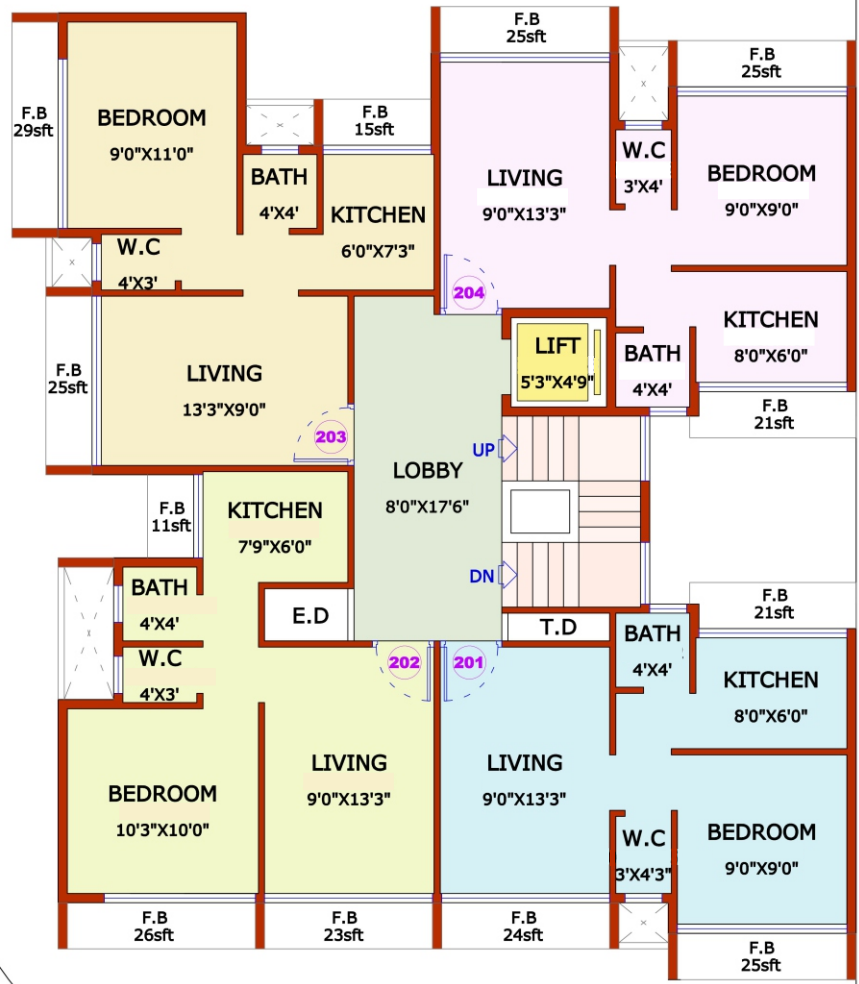 F.B
25sft
F.B
25sft
F.B
29sft
BEDROOM
9'0"X11'0"
F.B
15sft
BATH
4'X4'
KITCHEN
6'0"X7'3"
W.C
4'X3'
LIVING
9'0"X13'3"
W.C
3'X4'
BEDROOM
9'0"X9'0"
204
KITCHEN
8'0"X6'0"
BATH
4'X4'
F.B
21sft
LIFT
5'3"X4'9"
F.B
25sft
LIVING
13'3"X9'0"
203
LOBBY
8'0"X17'6"
UP
DN
F.B
11sft
KITCHEN
7'9"X6'0"
BATH
4'X4'
E.D
T.D
W.C
4'X3'
202
201
BATH
4'X4'
F.B
21sft
KITCHEN
8'0"X6'0"
BEDROOM
10'3"X10'0"
LIVING
9'0"X13'3
LIVING
9'0"X13'3"
W.C
3'X4'3"
BEDROOM
9'0"X9'0"
F.B
26sft
F.B
23sft
F.B
24sft
F.B
25sft